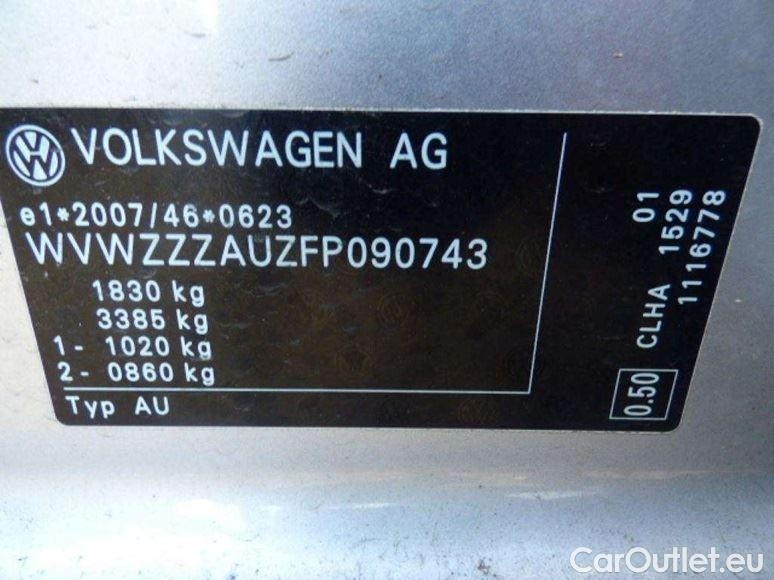 VOLKSWAGEN AG
e1*2007/46*0623
WVWZZZAUZFP090743
1830 kg
3385 kg
1 - 1020 kg
2 - 0860 kg
Typ AU
01
CLHA 1529
1116778
0.50
CarOutlet.eu